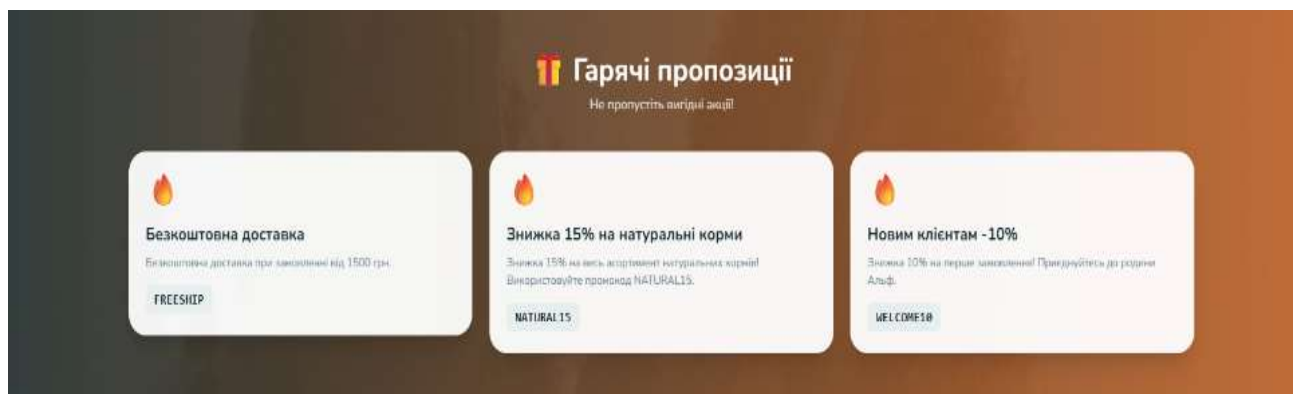 Гарячі пропозиції
Не пропустіть вигідні акції!
Безкоштовна доставка
Безкоштовна доставка при замовленні від 1500 грн.
FREESHIP
Знижка 15% на натуральні корми
Знижка 15% на весь асортимент натуральних кормів!
Використовуйте промокод NATURAL15.
NATURAL15
Новим клієнтам -10%
Знижка 10% на перше замовлення! Приєднуйтесь до родини
Альф.
WELCOME10